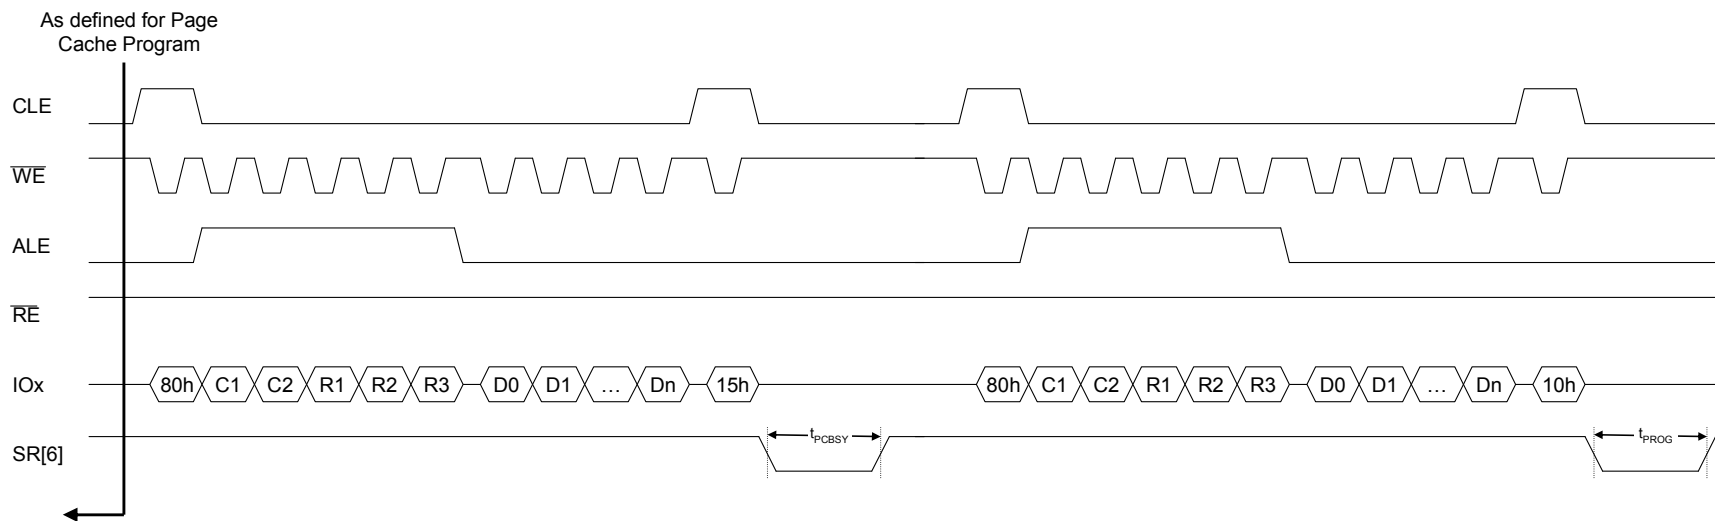 As defined for Page
Cache Program
CLE
WE
ALE
RE
IOx 80h C1 C2 R1 R2 R3 D0 D1 … Dn 15h 80h C1 C2 R1 R2 R3 D0 D1 … Dn 10h
SR[6] tPCBSY tPROG